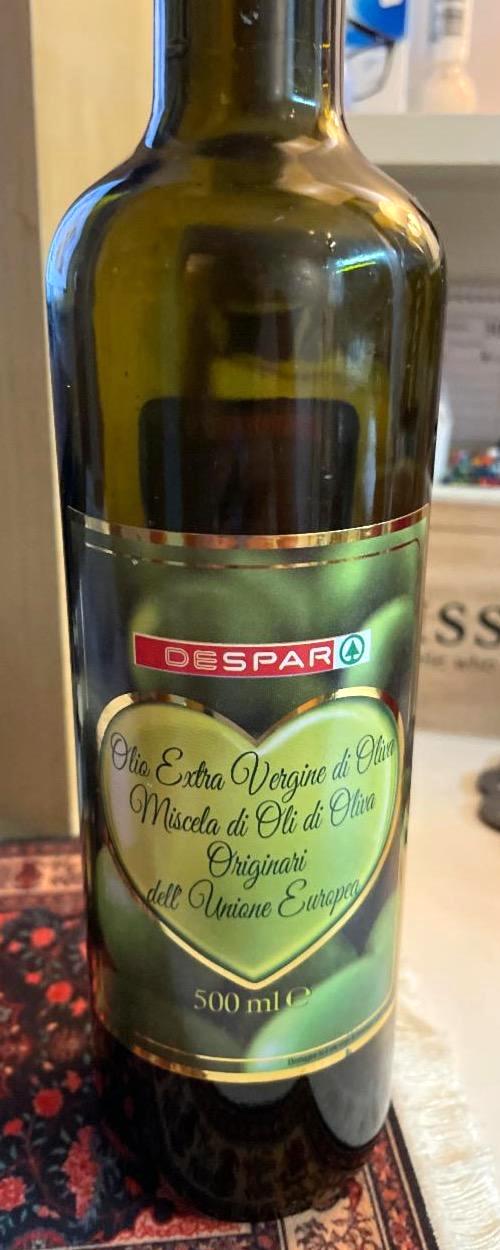 DESPAR
Olio Extra Vergine di Oliva
Miscela di Oli di Oliva
Originari
dell' Unione Europea
500 ml ℮